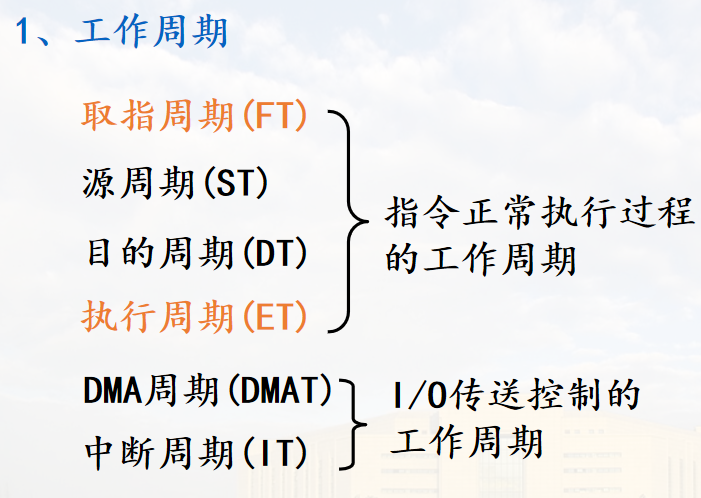 1、工作周期
取指周期(FT)
源周期(ST)
目的周期(DT)
执行周期(ET)
指令正常执行过程
的工作周期
DMA周期(DMAT)
中断周期(IT)
I/O传送控制的
工作周期